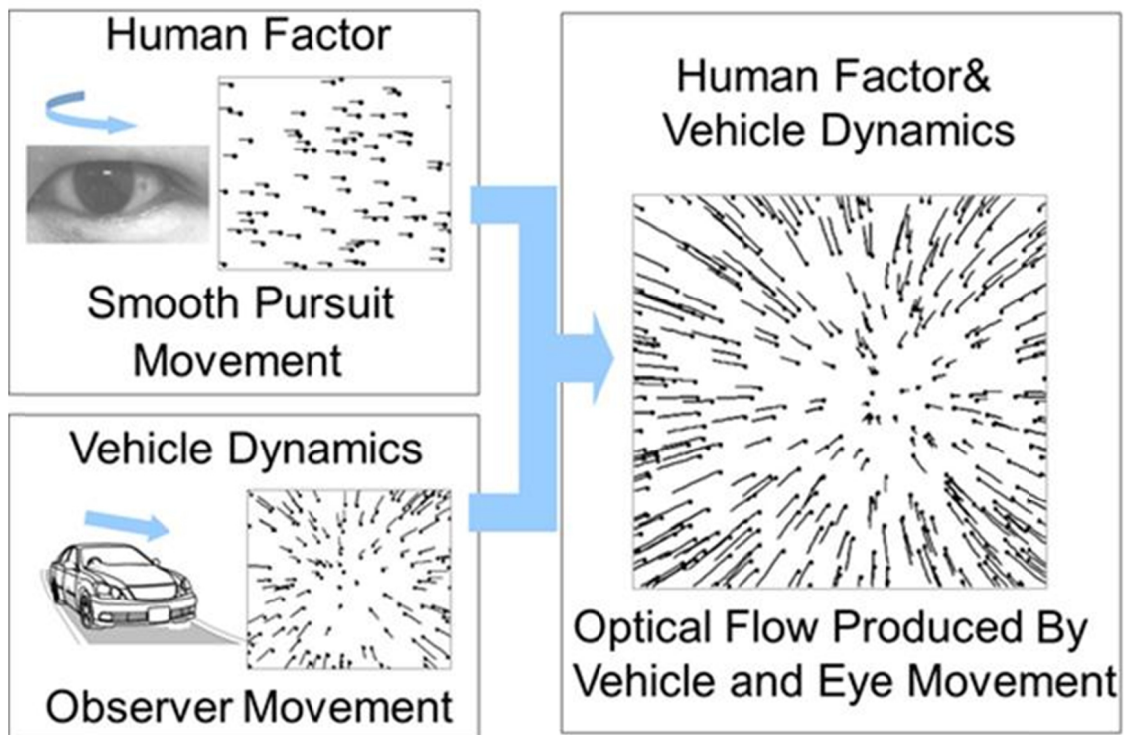 Human Factor
Smooth Pursuit
Movement
Vehicle Dynamics
Observer Movement
Human Factor&
Vehicle Dynamics
Optical Flow Produced By
Vehicle and Eye Movement